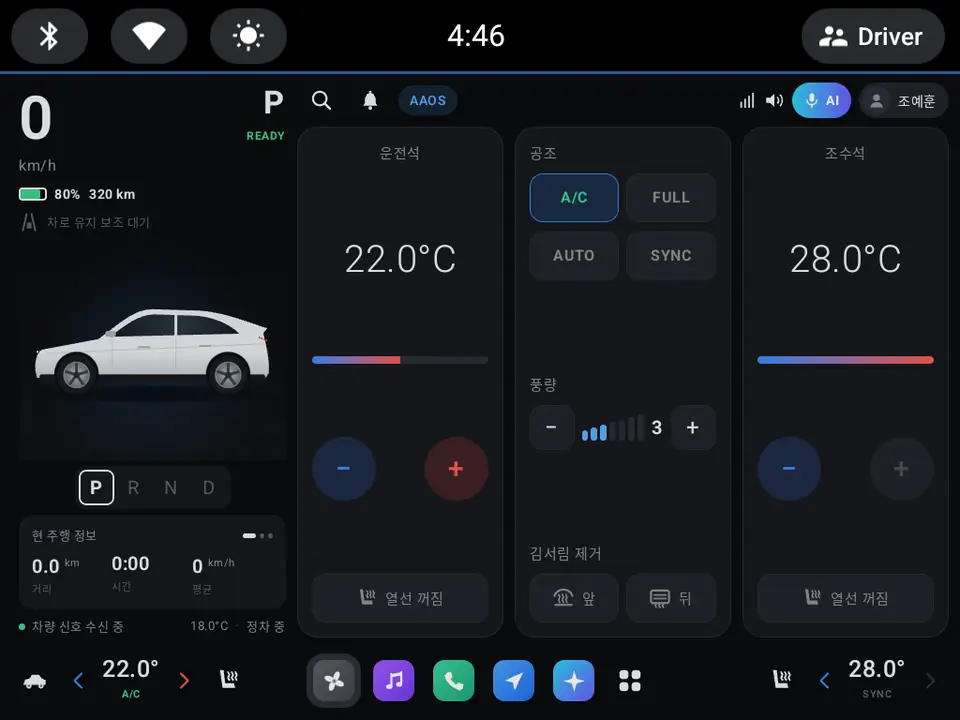 4:46
Driver
0
P
READY
km/h
80% 320 km
차로 유지 보조 대기
AAOS
AI
조예훈
운전석
22.0°C
열선 꺼짐
공조
A/C
FULL
AUTO
SYNC
풍량
− 3 +
김서림 제거
앞
뒤
조수석
28.0°C
− +
열선 꺼짐
P R N D
현 주행 정보
0.0 km
거리
0:00
시간
0 km/h
평균
차량 신호 수신 중
18.0°C · 정차 중
22.0°
A/C
28.0°
SYNC